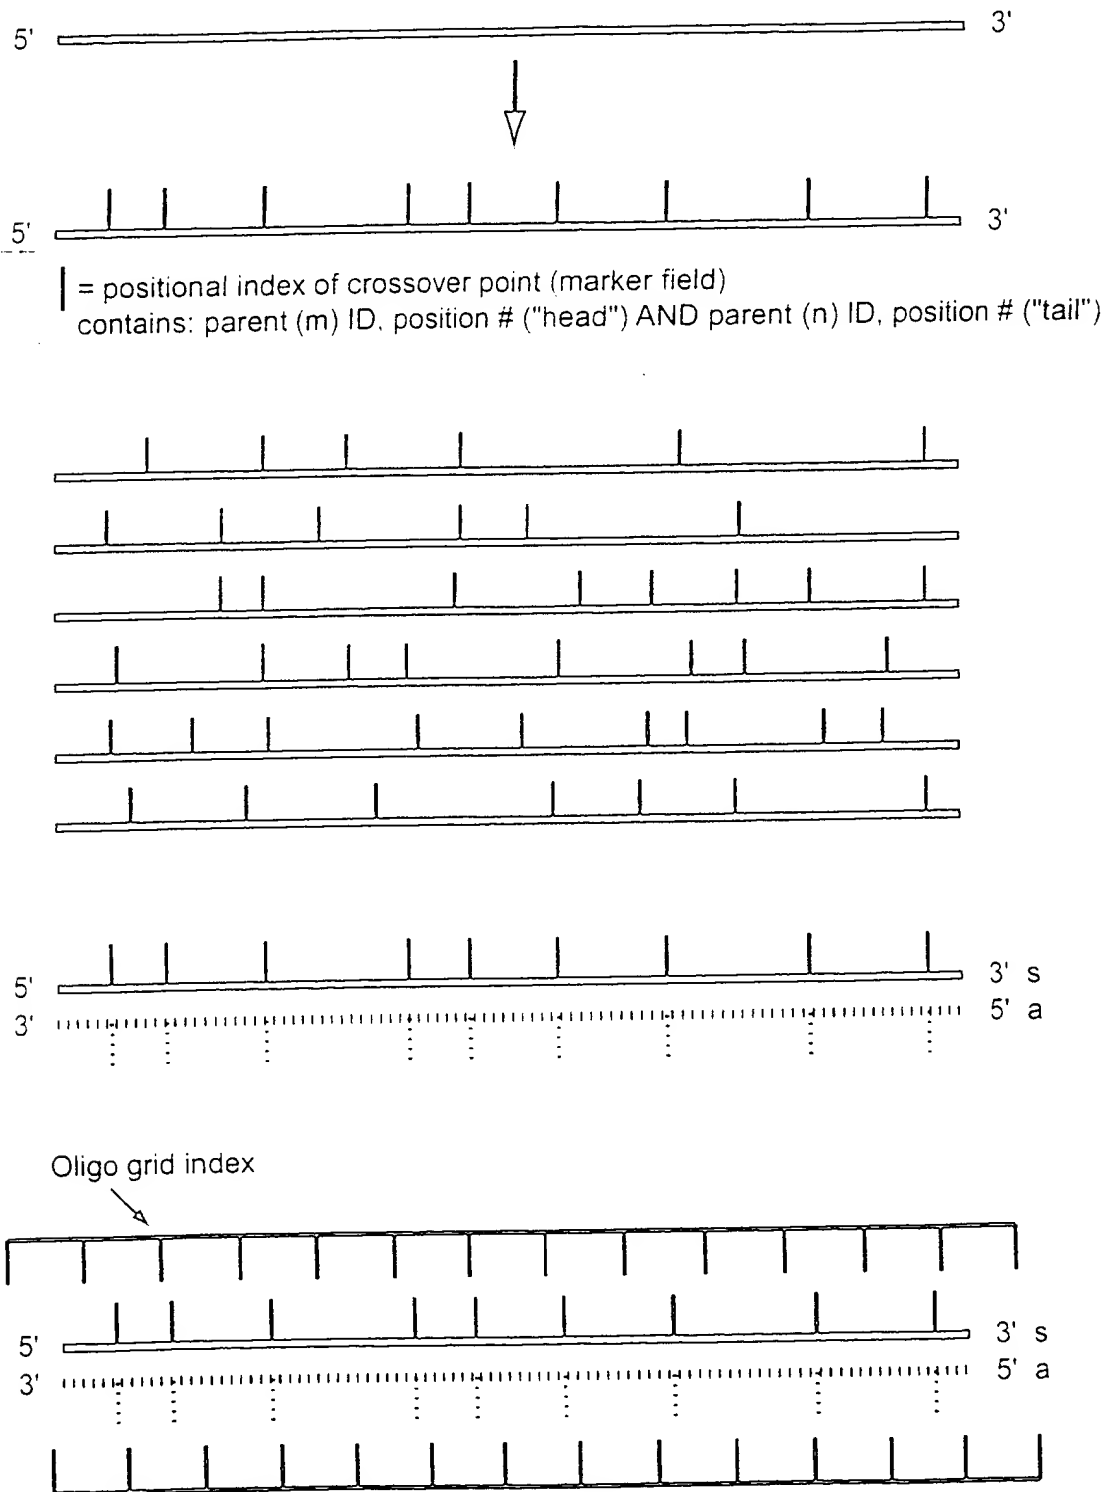 5' 3'
5' 3'
= positional index of crossover point (marker field)
contains: parent (m) ID, position # ("head") AND parent (n) ID, position # ("tail")
5' 3' s
3' 5' a
Oligo grid index
5' 3' s
3' 5' a